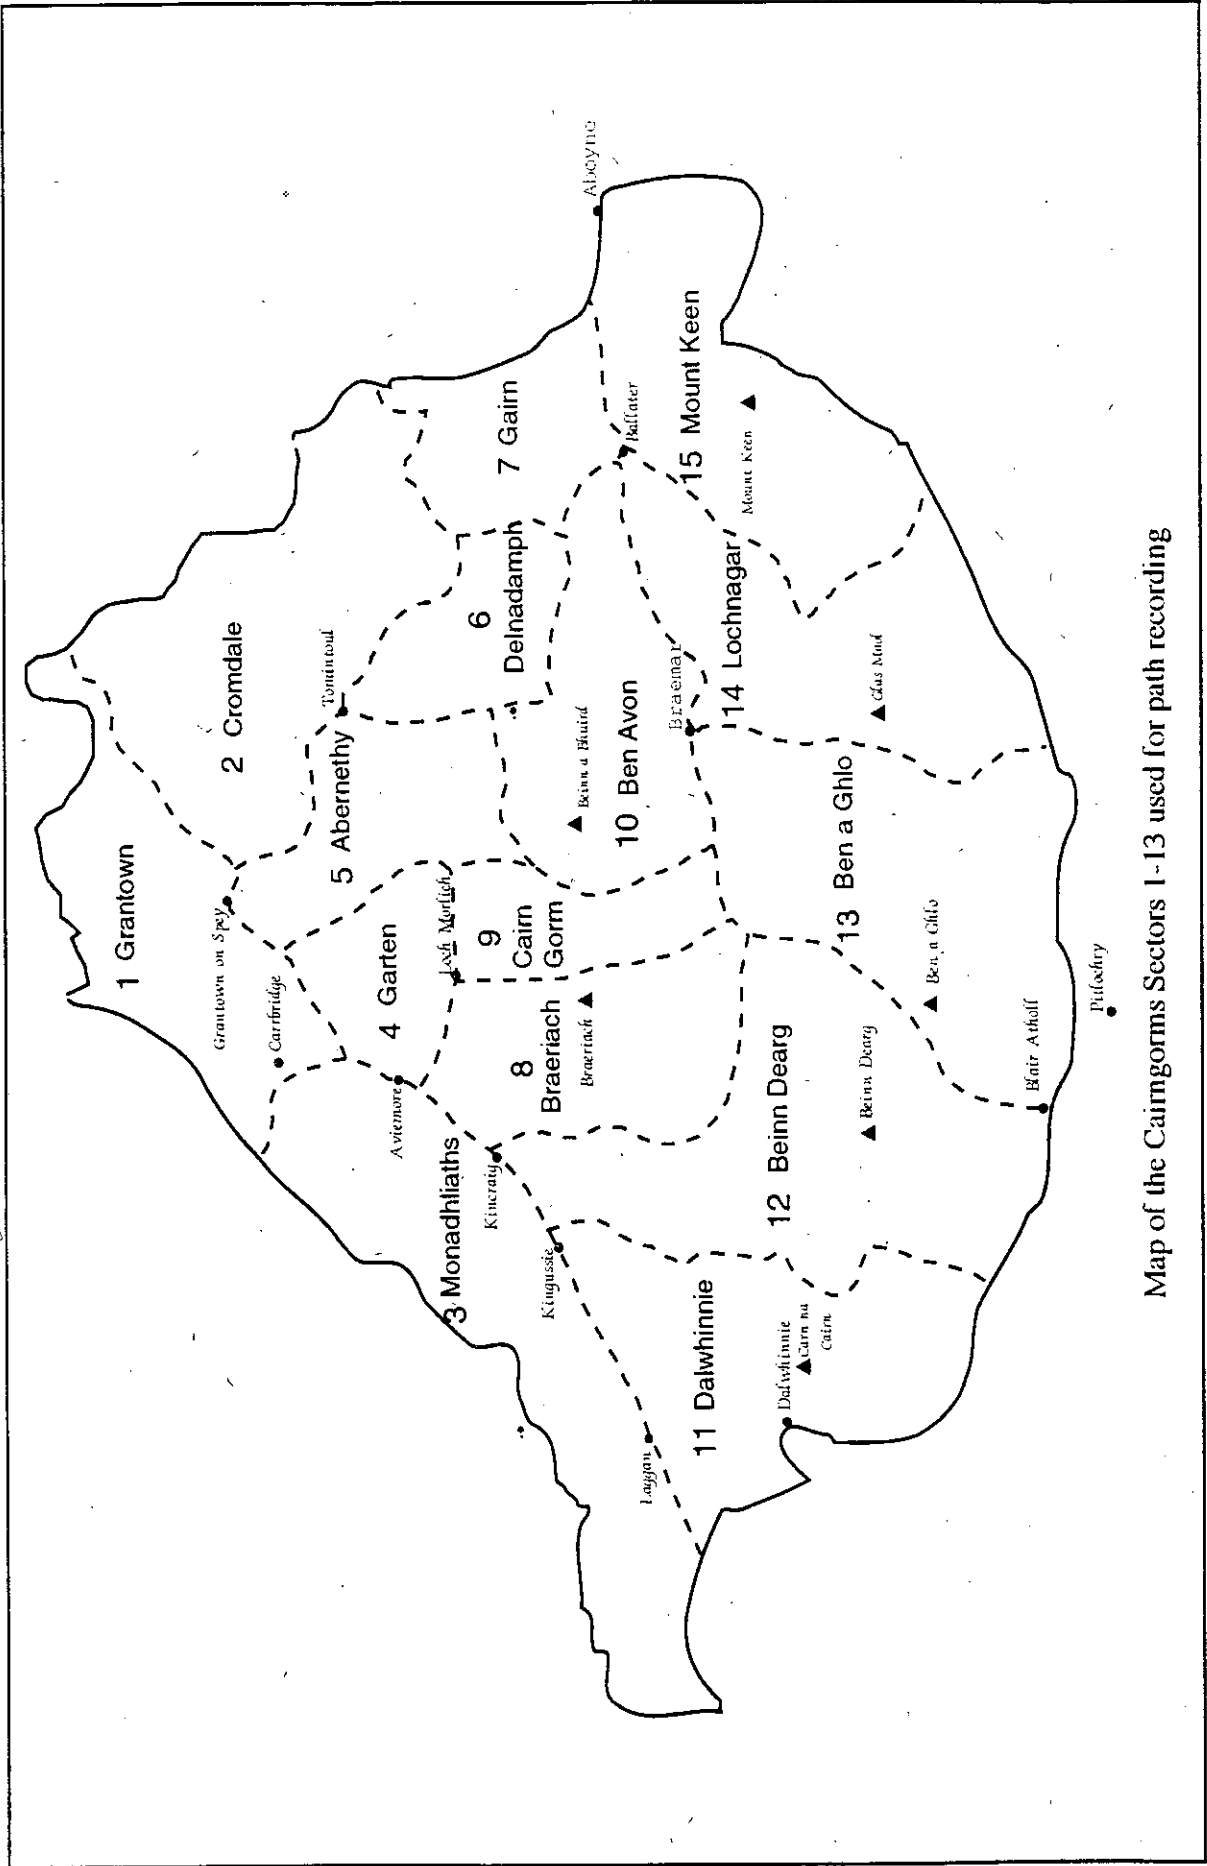 1 Grantown
2 Cromdale
Grantown on Spey
Carrbridge
Tomintoul
5 Abernethy
4 Garten
Aviemore
3 Monadhliaths
Loch Morlich
9
Cairn
Gorm
6
Delnadamph
7 Gairn
Aboyne
Kincraig
8
Braeriach
Braeriach
Beinn a Bhuird
10 Ben Avon
Ballater
Kingussie
Laggan
Braemar
15 Mount Keen
Mount Keen
14 Lochnagar
11 Dalwhinnie
Dalwhinnie
Carn na
Cairn
12 Beinn Dearg
Beinn Dearg
13 Ben a Ghlo
Ben a Ghlo
Glas Maol
Blair Atholl
Pitlochry
Map of the Cairngorms Sectors 1-13 used for path recording